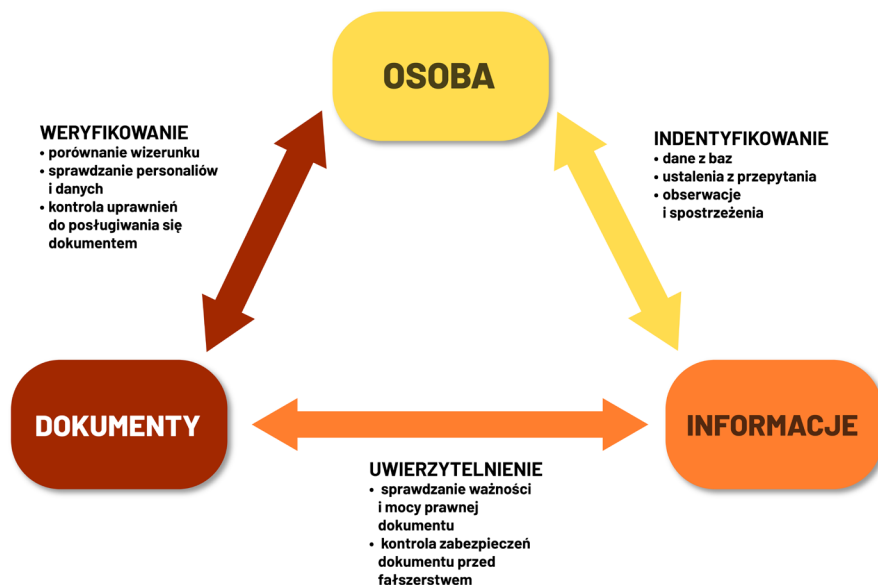 OSOBA
WERYFIKOWANIE
• porównanie wizerunku
• sprawdzanie personaliów
i danych
• kontrola uprawnień
do posługiwania się
dokumentem
INDENTYFIKOWANIE
• dane z baz
• ustalenia z przepytania
• obserwacje
i spostrzeżenia
DOKUMENTY
INFORMACJE
UWIERZYTELNIENIE
• sprawdzanie ważności
i mocy prawnej
dokumentu
• kontrola zabezpieczeń
dokumentu przed
fałszerstwem